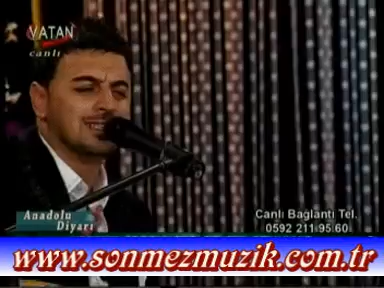 VATAN
canlı
Anadolu
Diyarı
Canlı Bağlantı Tel.
0592 211 95 60
www.sonmezmuzik.com.tr